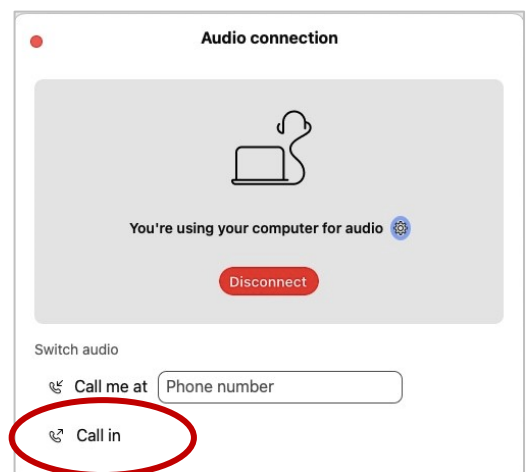 Audio connection
You're using your computer for audio
Disconnect
Switch audio
Call me at Phone number
Call in